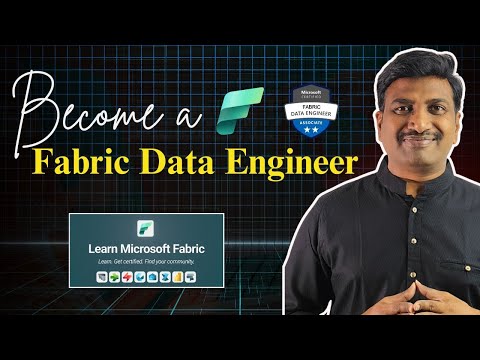 Become a
Microsoft
CERTIFIED
FABRIC
DATA ENGINEER
ASSOCIATE
Fabric Data Engineer
Learn Microsoft Fabric
Learn. Get certified. Find your community.